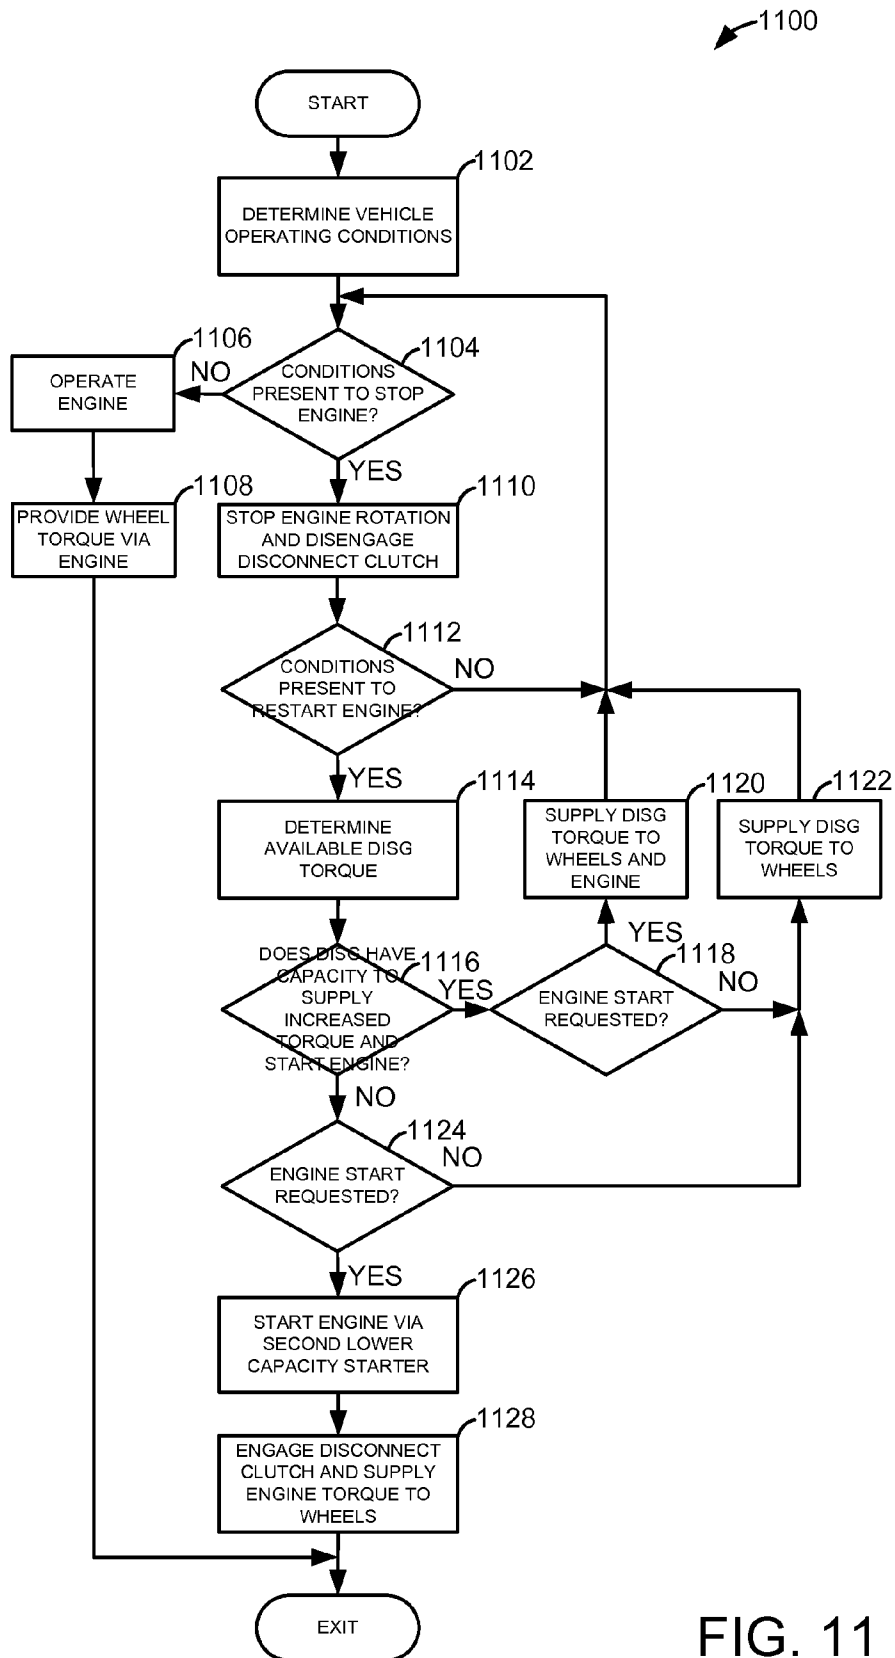 1100
START
1102
DETERMINE VEHICLE
OPERATING CONDITIONS
1106
1104
NO
OPERATE
ENGINE
CONDITIONS
PRESENT TO STOP
ENGINE?
YES
1108
1110
PROVIDE WHEEL
TORQUE VIA
ENGINE
STOP ENGINE ROTATION
AND DISENGAGE
DISCONNECT CLUTCH
1112
CONDITIONS
PRESENT TO
RESTART ENGINE?
NO
YES
1114
DETERMINE
AVAILABLE DISG
TORQUE
1120
SUPPLY DISG
TORQUE TO
WHEELS AND
ENGINE
1122
SUPPLY DISG
TORQUE TO
WHEELS
YES
1116
DOES DISG HAVE
CAPACITY TO
SUPPLY
INCREASED
TORQUE AND
START ENGINE?
YES
1118
ENGINE START
REQUESTED?
NO
NO
1124
ENGINE START
REQUESTED?
NO
YES
1126
START ENGINE VIA
SECOND LOWER
CAPACITY STARTER
1128
ENGAGE DISCONNECT
CLUTCH AND SUPPLY
ENGINE TORQUE TO
WHEELS
EXIT
FIG. 11